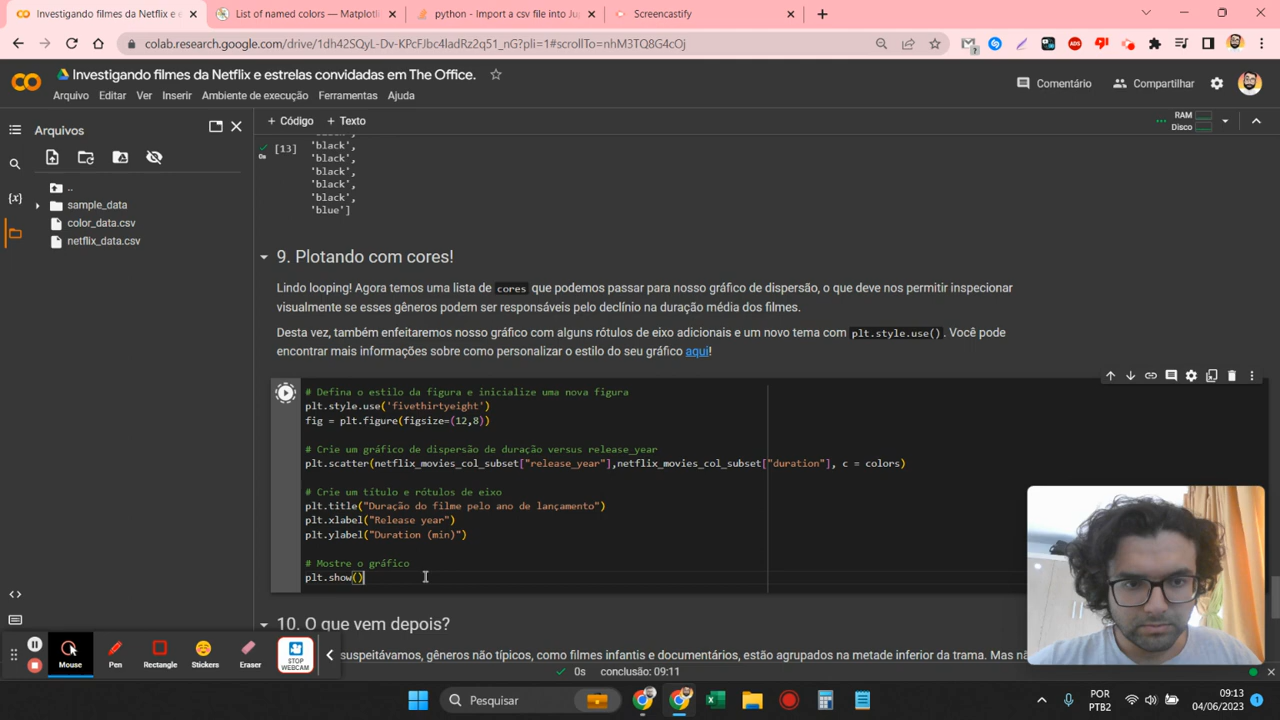 Investigando filmes da Netflix e e
List of named colors — Matplotli
python - Import a csv file into Ju
Screencastify
colab.research.google.com/drive/1dh42SQyL-Dv-KPcFJbc4ladRz2r51_nG?pli=1#scrollTo=nhM3TQ8G4cOj
Investigando filmes da Netflix e estrelas convidadas em The Office.
Arquivo Editar Ver Inserir Ambiente de execução Ferramentas Ajuda
Comentário
Compartilhar
+ Código + Texto
RAM
Disco
Arquivos
..
sample_data
color_data.csv
netflix_data.csv
[13]
'black',
'black',
'black',
'black',
'black',
'black',
'blue']
9. Plotando com cores!
Lindo looping! Agora temos uma lista de cores que podemos passar para nosso gráfico de dispersão, o que deve nos permitir inspecionar
visualmente se esses gêneros podem ser responsáveis pelo declínio na duração média dos filmes.
Desta vez, também enfeitaremos nosso gráfico com alguns rótulos de eixo adicionais e um novo tema com plt.style.use(). Você pode
encontrar mais informações sobre como personalizar o estilo do seu gráfico aqui!
# Defina o estilo da figura e inicialize uma nova figura
plt.style.use('fivethirtyeight')
fig = plt.figure(figsize=(12,8))
# Crie um gráfico de dispersão de duração versus release_year
plt.scatter(netflix_movies_col_subset["release_year"],netflix_movies_col_subset["duration"], c = colors)
# Crie um título e rótulos de eixo
plt.title("Duração do filme pelo ano de lançamento")
plt.xlabel("Release year")
plt.ylabel("Duration (min)")
# Mostre o gráfico
plt.show()
10. O que vem depois?
suspeitávamos, gêneros não típicos, como filmes infantis e documentários, estão agrupados na metade inferior da trama. Mas nã
0s conclusão: 09:11
Mouse
Pen
Rectangle
Stickers
Eraser
STOP
WEBCAM
Pesquisar
POR
PTB2
09:13
04/06/2023